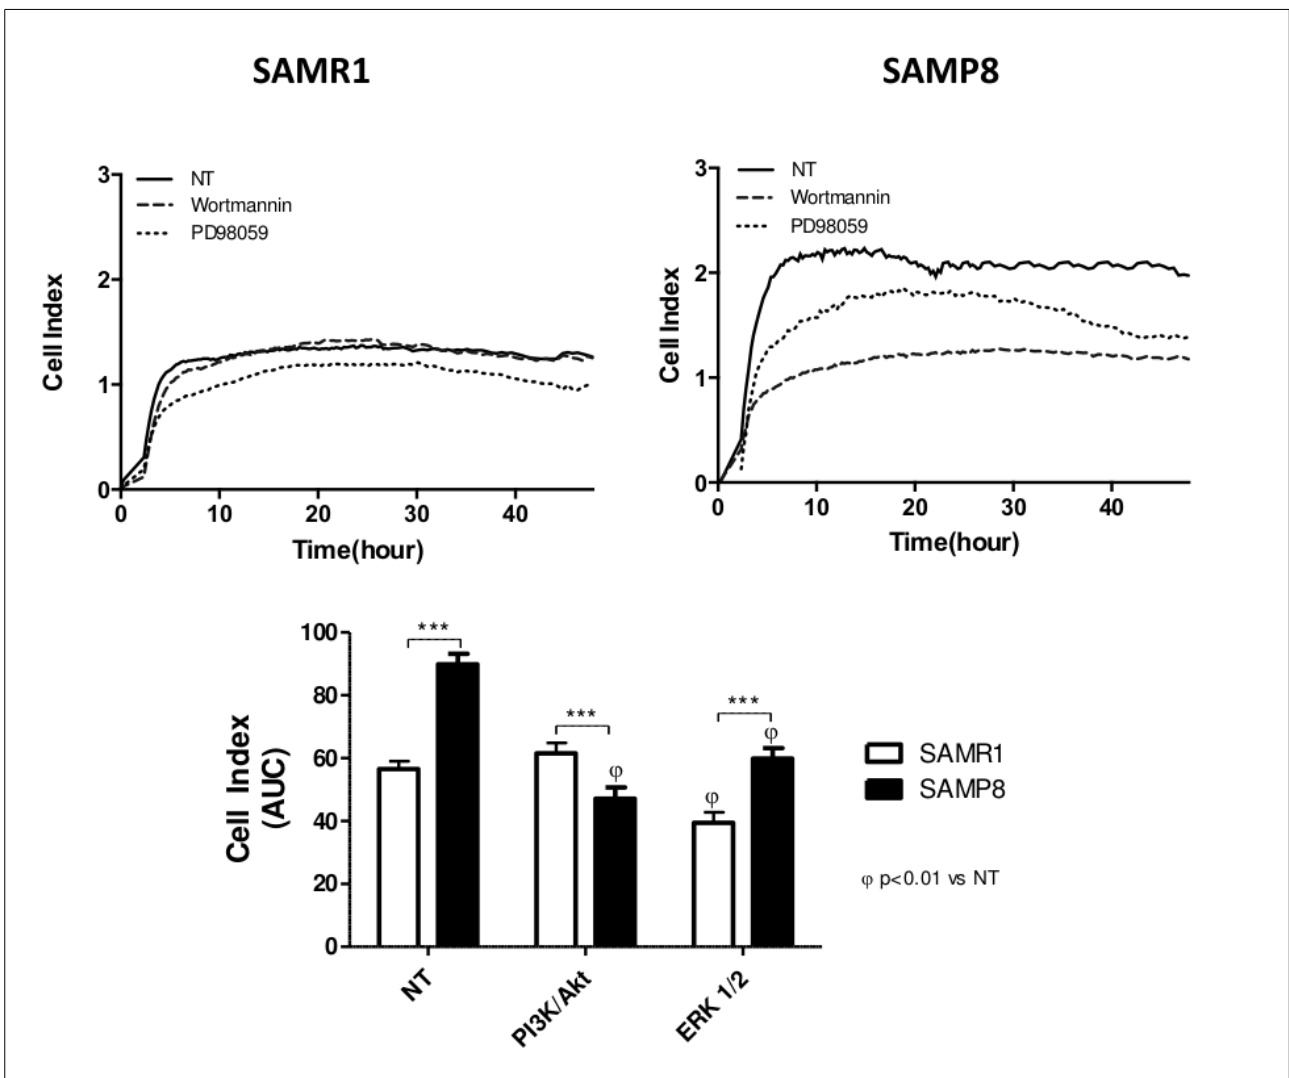 SAMR1
SAMP8
3
NT
Wortmannin
PD98059
2
1
0
Cell Index
0
10
20
30
40
Time(hour)
3
NT
Wortmannin
PD98059
2
1
0
Cell Index
0
10
20
30
40
Time(hour)
100
80
60
40
20
0
Cell Index
(AUC)
***
***
***
φ
φ
φ
NT
PI3K/Akt
ERK 1/2
SAMR1
SAMP8
φ p<0.01 vs NT